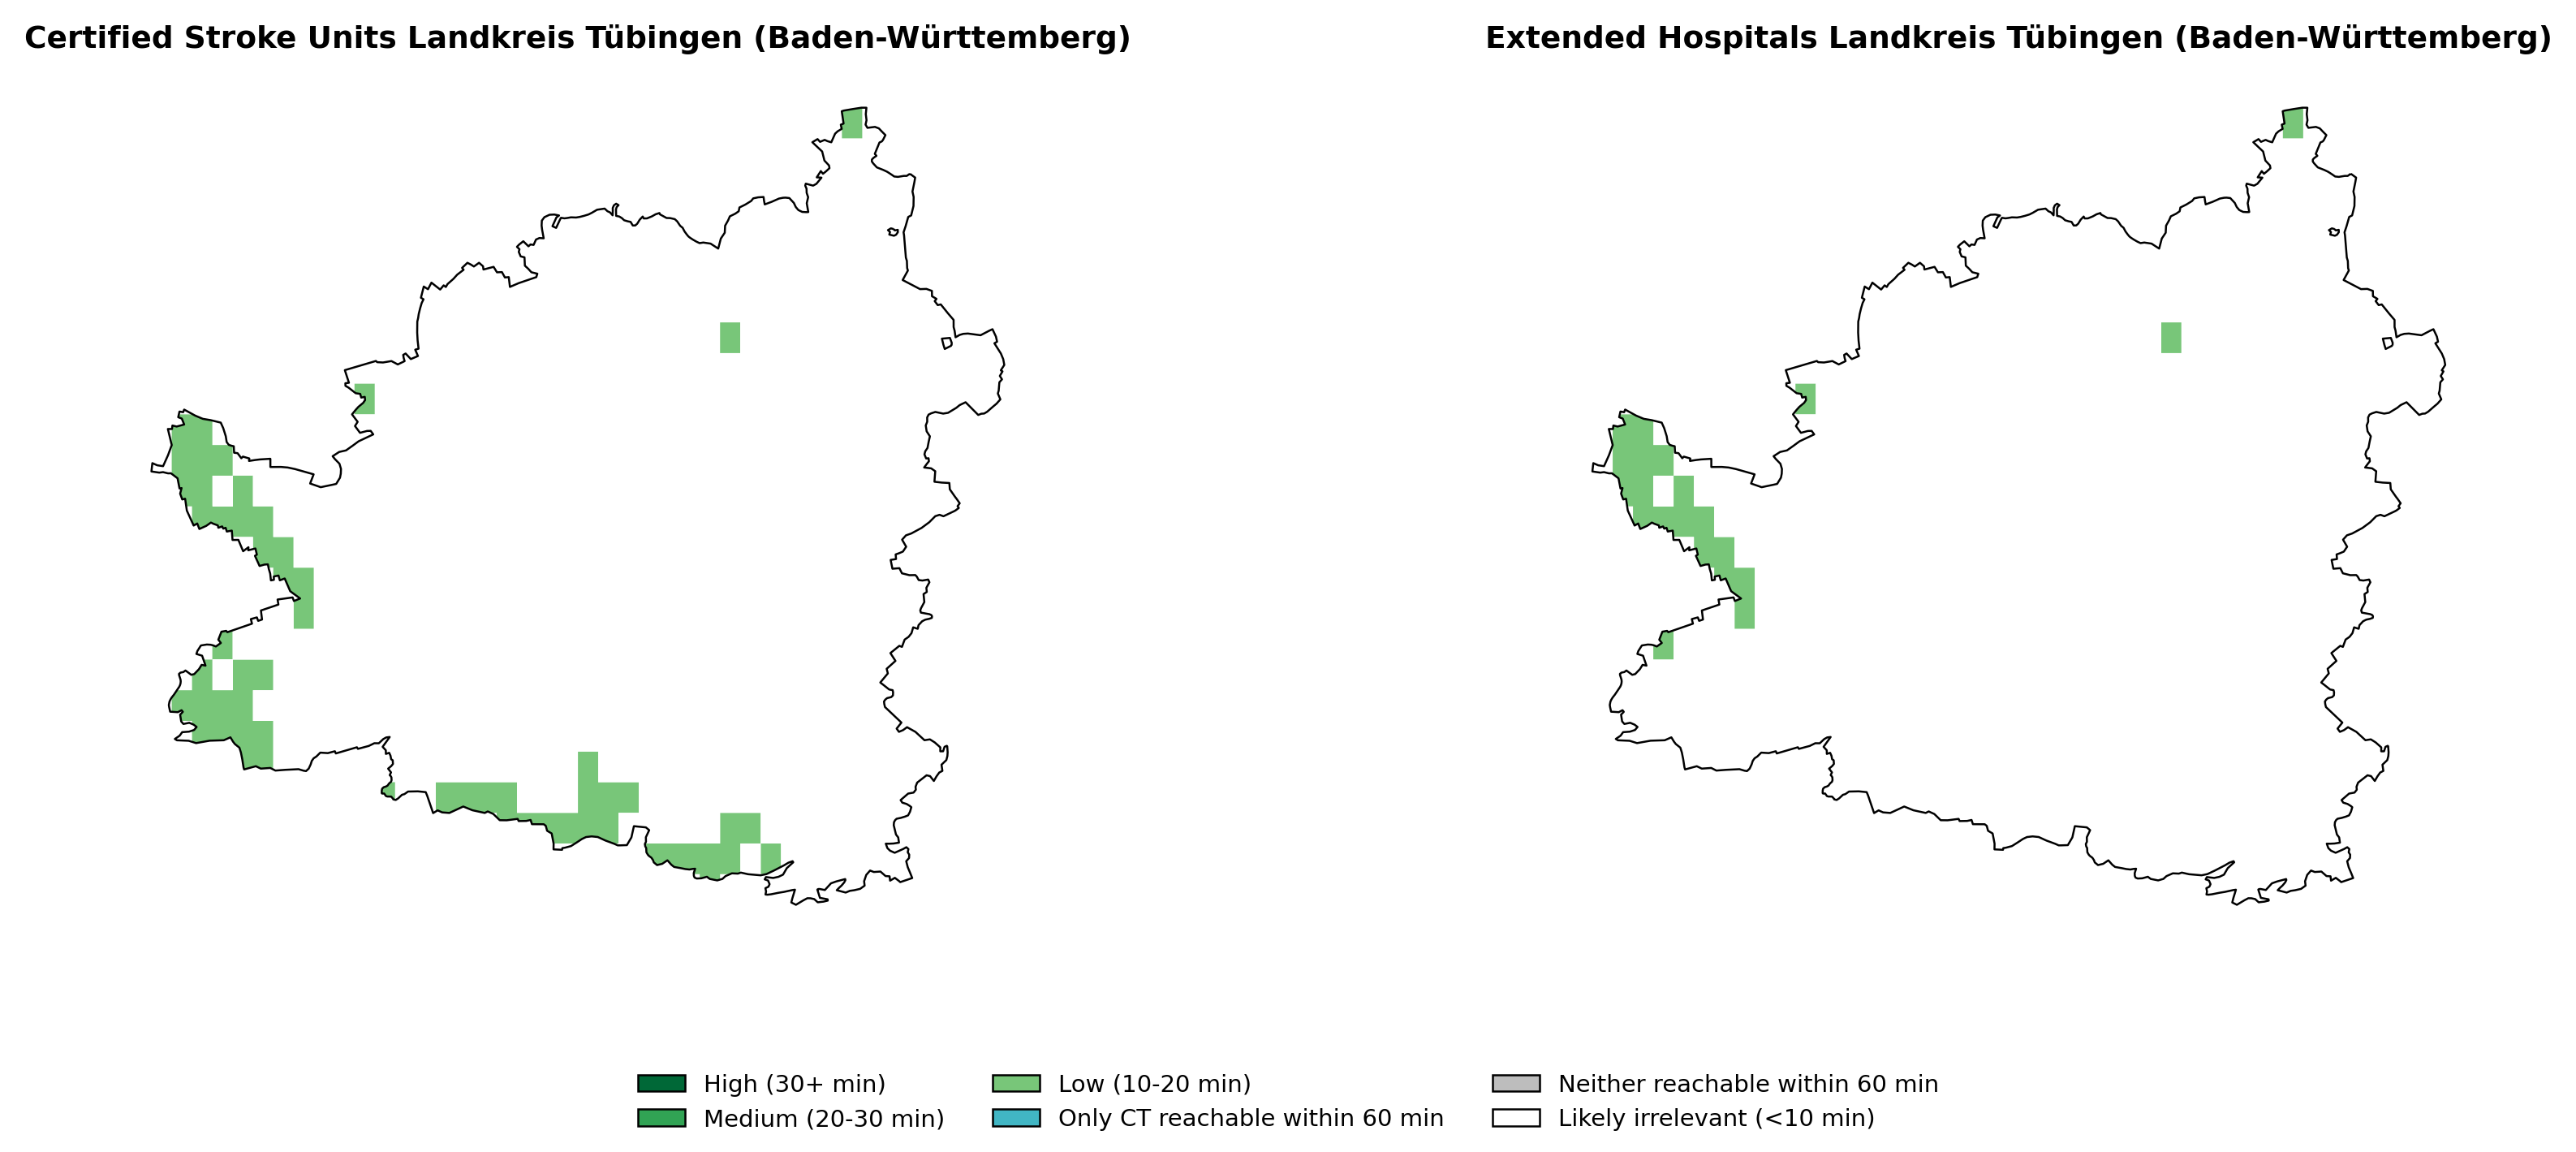 Certified Stroke Units Landkreis Tübingen (Baden-Württemberg)
Extended Hospitals Landkreis Tübingen (Baden-Württemberg)
High (30+ min)
Medium (20-30 min)
Low (10-20 min)
Only CT reachable within 60 min
Neither reachable within 60 min
Likely irrelevant (<10 min)